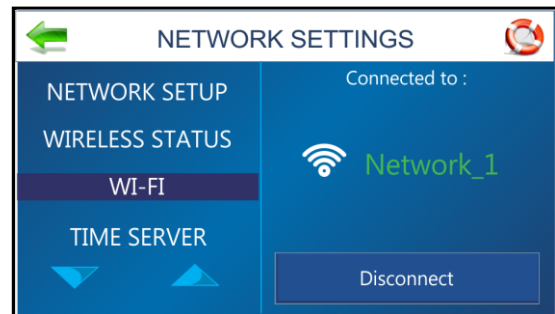 NETWORK SETTINGS
NETWORK SETUP
WIRELESS STATUS
WI-FI
TIME SERVER
Connected to :
Network_1
Disconnect